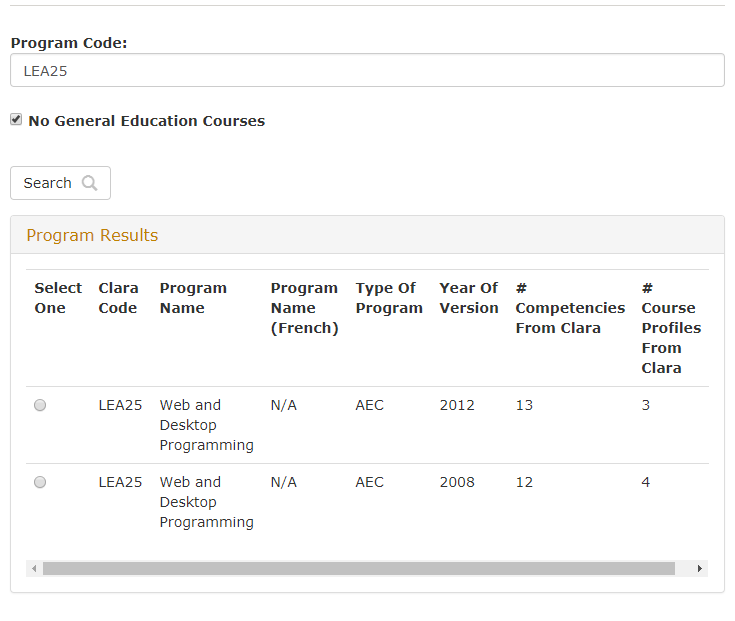 Program Code:
LEA25
No General Education Courses
Search
Program Results
Select One
Clara Code
Program Name
Program Name (French)
Type Of Program
Year Of Version
# Competencies From Clara
# Course Profiles From Clara
LEA25 Web and Desktop Programming N/A AEC 2012 13 3
LEA25 Web and Desktop Programming N/A AEC 2008 12 4